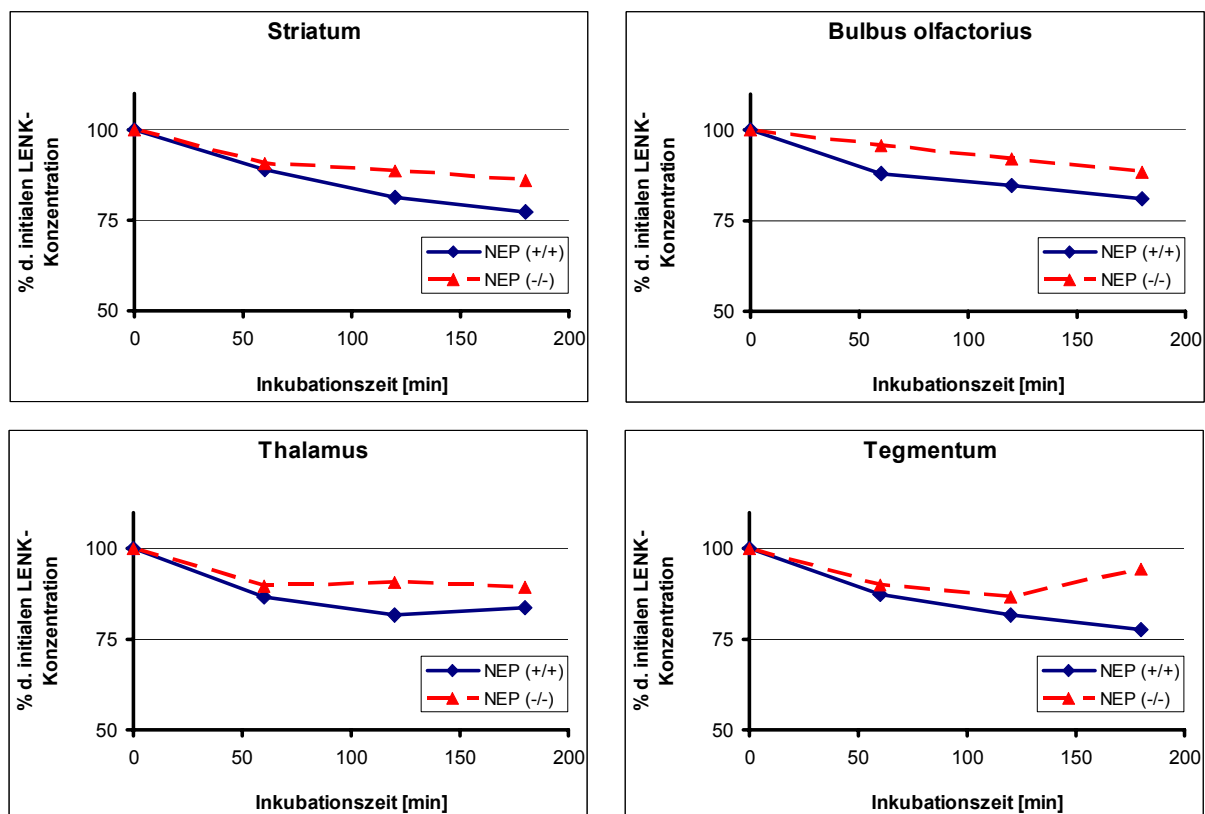 Striatum
% d. initialen LENK-
Konzentration
100
75
50
0
50
100
150
200
NEP (+/+)
NEP (-/-)
Inkubationszeit [min]
Bulbus olfactorius
% d. initialen LENK-
Konzentration
100
75
50
0
50
100
150
200
NEP (+/+)
NEP (-/-)
Inkubationszeit [min]
Thalamus
% d. initialen LENK-
Konzentration
100
75
50
0
50
100
150
200
NEP (+/+)
NEP (-/-)
Inkubationszeit [min]
Tegmentum
% d. initialen LENK-
Konzentration
100
75
50
0
50
100
150
200
NEP (+/+)
NEP (-/-)
Inkubationszeit [min]